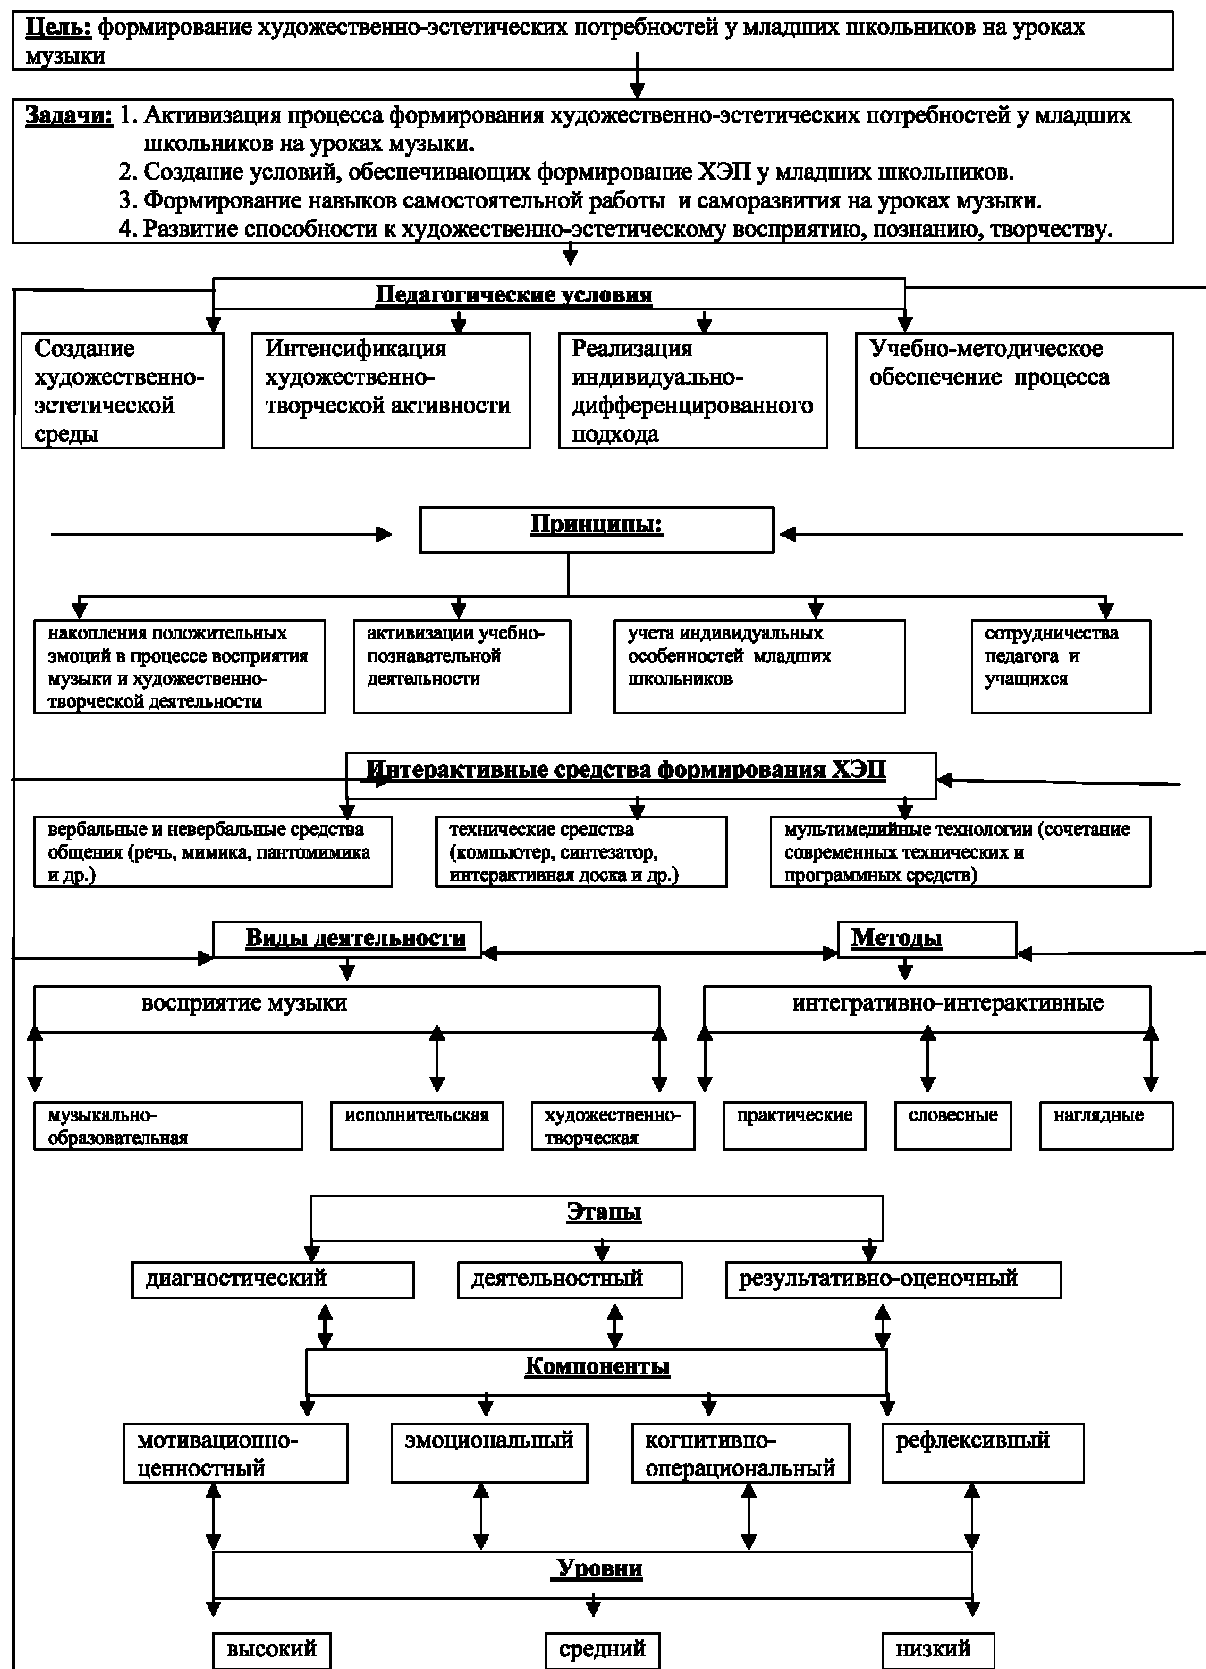 Цель: формирование художественно-эстетических потребностей у младших школьников на уроках
музыки
Задачи: 1. Активизация процесса формирования художественно-эстетических потребностей у младших
школьников на уроках музыки.
2. Создание условий, обеспечивающих формирование ХЭП у младших школьников.
3. Формирование навыков самостоятельной работы и саморазвития на уроках музыки.
4. Развитие способности к художественно-эстетическому восприятию, познанию, творчеству.
Педагогические условия
Создание
художественно-
эстетической
среды
Интенсификация
художественно-
творческой активности
Реализация
индивидуально-
дифференцированного
подхода
Учебно-методическое
обеспечение процесса
Принципы:
накопления положительных
эмоций в процессе восприятия
музыки и художественно-
творческой деятельности
активизации учебно-
познавательной
деятельности
учета индивидуальных
особенностей младших
школьников
сотрудничества
педагога и
учащихся
Интерактивные средства формирования ХЭП
вербальные и невербальные средства
общения (речь, мимика, пантомимика
и др.)
технические средства
(компьютер, синтезатор,
интерактивная доска и др.)
мультимедийные технологии (сочетание
современных технических и
программных средств)
Виды деятельности
Методы
восприятие музыки
интегративно-интерактивные
музыкально-
образовательная
исполнительская
художественно-
творческая
практические
словесные
наглядные
Этапы
диагностический
деятельностный
результативно-оценочный
Компоненты
мотивационно-
ценностный
эмоциональный
когнитивно-
операциональный
рефлексивный
Уровни
высокий
средний
низкий